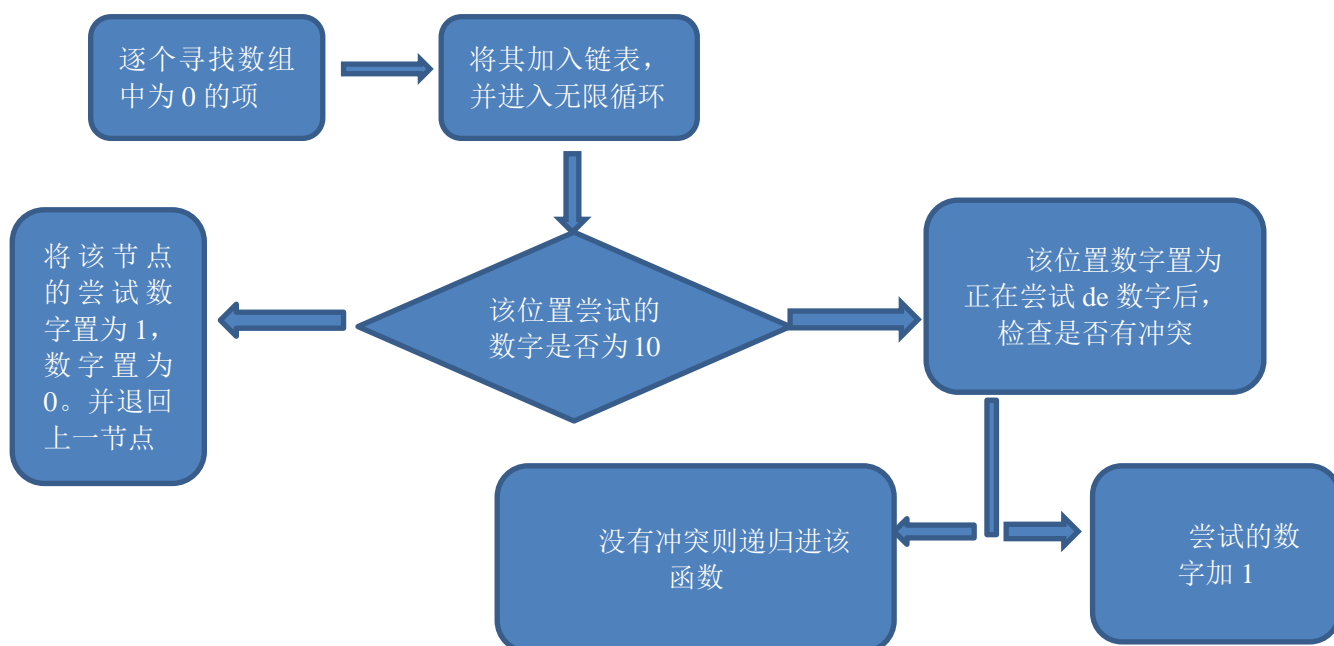 逐个寻找数组
中为 0 的项
将其加入链表，
并进入无限循环
将该节点
的尝试数
字置为 1，
数字置为
0。并退回
上一节点
该位置尝试的
数字是否为 10
该位置数字置为
正在尝试 de 数字后，
检查是否有冲突
没有冲突则递归进该
函数
尝试的数
字加 1